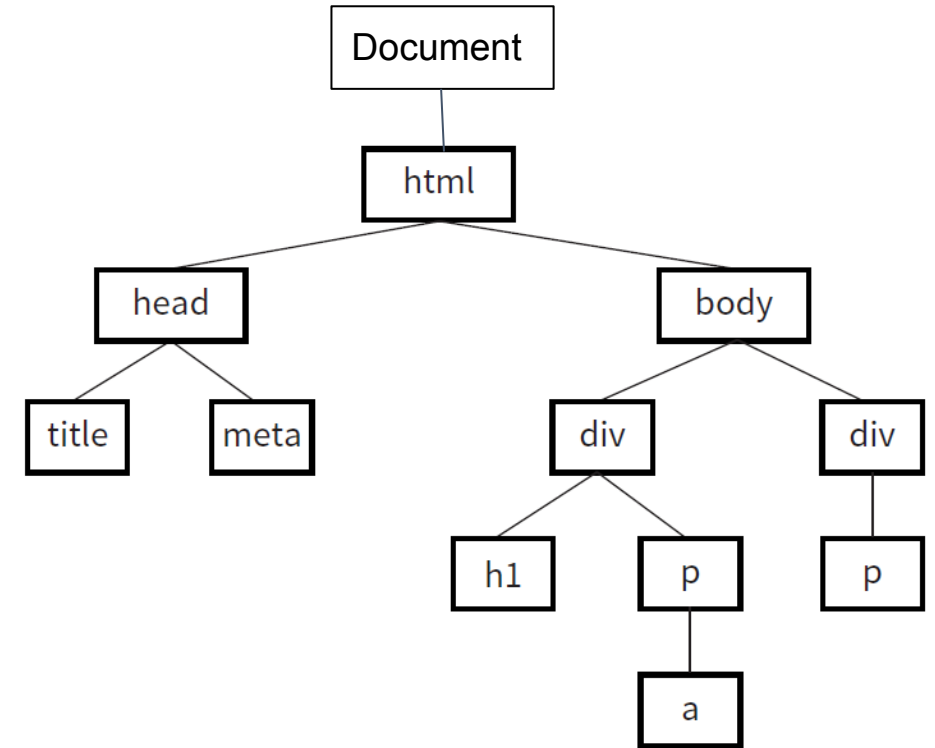 Document
html
head
body
title
meta
div
div
h1
p
p
a